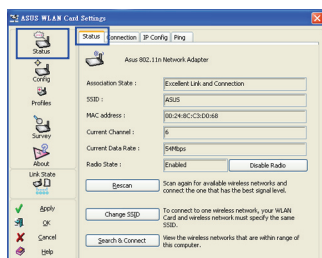 ASUS WLAN Card Settings
Status
Config
Profiles
Survey
About
Link State
Apply
OK
Cancel
Help
Status Connection IP Config Ping
Asus 802.11n Network Adapter
Association State : Excellent Link and Connection
SSID : ASUS
MAC address : 00:24:8C:C3:D0:68
Current Channel : 6
Current Data Rate : 54Mbps
Radio State : Enabled Disable Radio
Rescan
Scan again for available wireless networks and
connect the one that has the best signal level.
Change SSID
To connect to one wireless network, your WLAN
Card and wireless network must specify the same
SSID.
Search & Connect
View the wireless networks that are within range of
this computer.